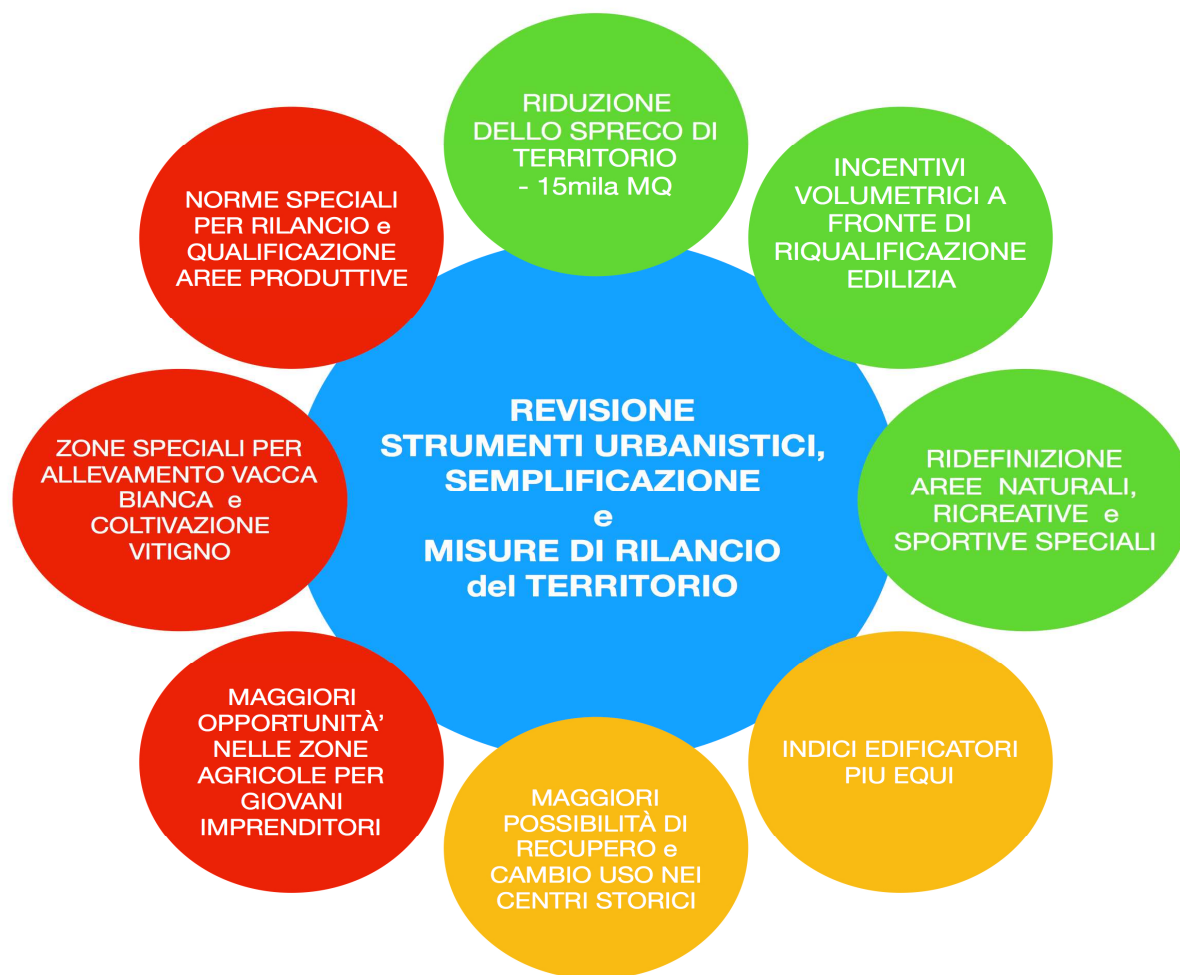 RIDUZIONE
DELLO SPRECO DI
TERRITORIO
- 15mila MQ
INCENTIVI
VOLUMETRICI A
FRONTE DI
RIQUALIFICAZIONE
EDILIZIA
RIDEFINIZIONE
AREE NATURALI,
RICREATIVE e
SPORTIVE SPECIALI
INDICI EDIFICATORI
PIU EQUI
MAGGIORI
POSSIBILITÀ DI
RECUPERO e
CAMBIO USO NEI
CENTRI STORICI
MAGGIORI
OPPORTUNITÀ'
NELLE ZONE
AGRICOLE PER
GIOVANI
IMPRENDITORI
ZONE SPECIALI PER
ALLEVAMENTO VACCA
BIANCA e
COLTIVAZIONE
VITIGNO
NORME SPECIALI
PER RILANCIO e
QUALIFICAZIONE
AREE PRODUTTIVE
REVISIONE
STRUMENTI URBANISTICI,
SEMPLIFICAZIONE
e
MISURE DI RILANCIO
del TERRITORIO